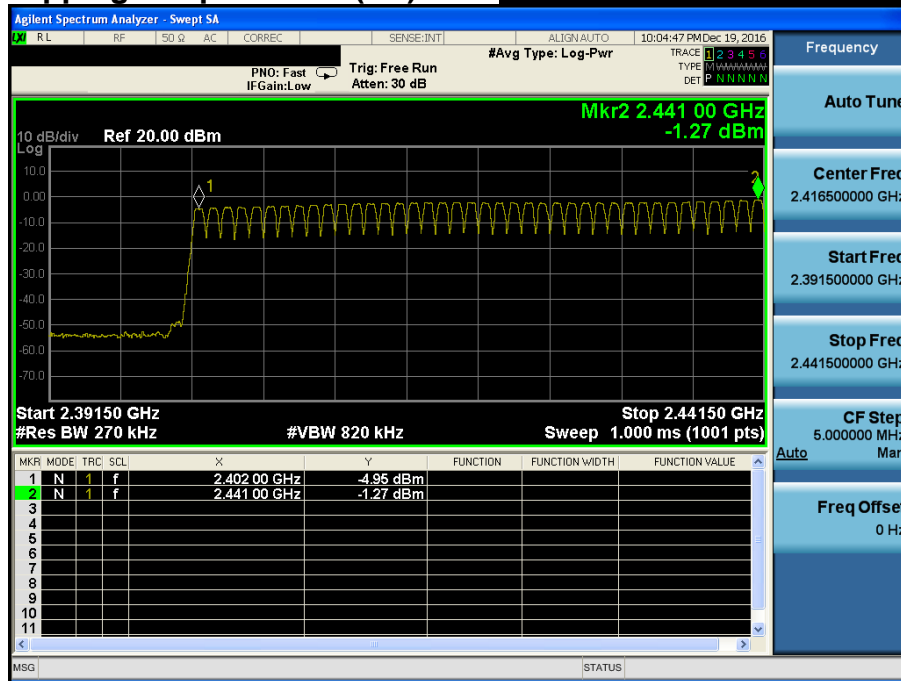 Agilent Spectrum Analyzer - Swept SA
LXI RL RF 50 Ω AC CORREC SENSE:INT ALIGNAUTO 10:04:47 PM Dec 19, 2016
#Avg Type: Log-Pwr
TRACE 1 2 3 4 5 6
TYPE M WWWWW
DET P N N N N N
PNO: Fast
IFGain:Low
Trig: Free Run
Atten: 30 dB
Mkr2 2.441 00 GHz
-1.27 dBm
10 dB/div Ref 20.00 dBm
Log
10.0
0.00
-10.0
-20.0
-30.0
-40.0
-50.0
-60.0
-70.0
1
2
Start 2.39150 GHz Stop 2.44150 GHz
#Res BW 270 kHz #VBW 820 kHz Sweep 1.000 ms (1001 pts)
MKR MODE TRC SCL X Y FUNCTION FUNCTION WIDTH FUNCTION VALUE
1 N 1 f 2.402 00 GHz -4.95 dBm
2 N 1 f 2.441 00 GHz -1.27 dBm
3
4
5
6
7
8
9
10
11
MSG STATUS
Frequency
Auto Tune
Center Freq
2.416500000 GHz
Start Freq
2.391500000 GHz
Stop Freq
2.441500000 GHz
CF Step
5.000000 MHz
Auto Man
Freq Offset
0 Hz